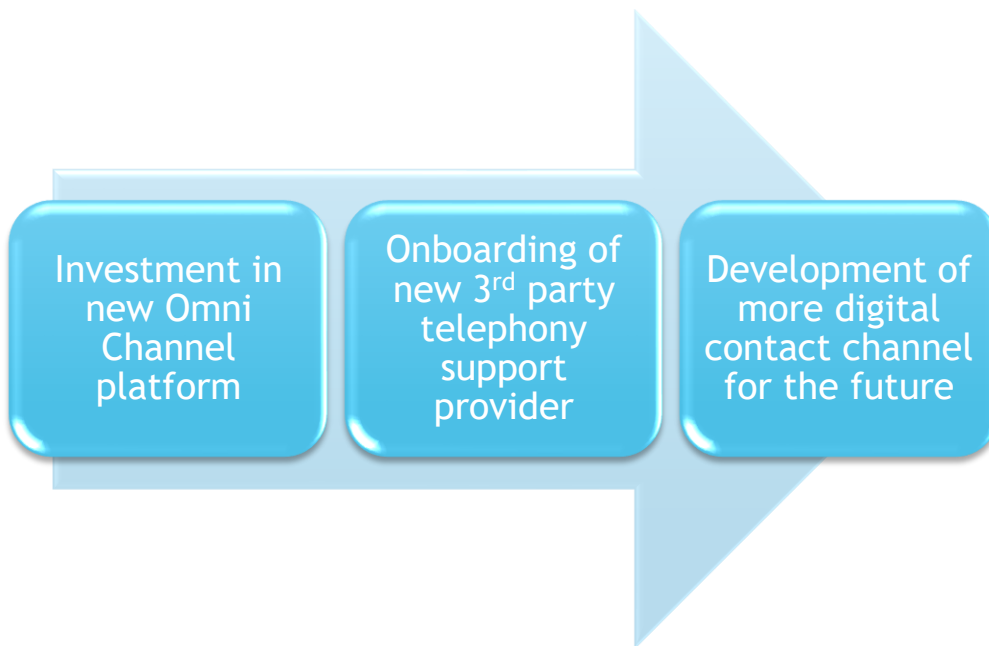 Investment in
new Omni
Channel
platform
Onboarding of
new 3rd party
telephony
support
provider
Development of
more digital
contact channel
for the future